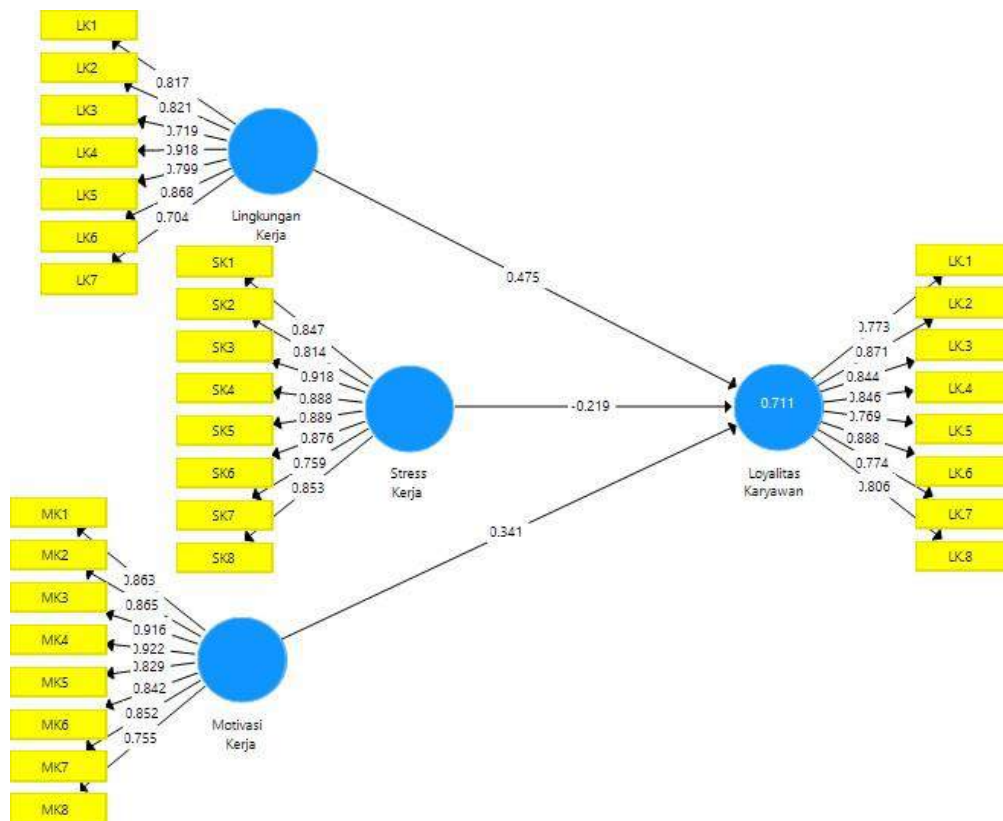 LK1
LK2
LK3
LK4
LK5
LK6
LK7
0.817
0.821
0.719
0.918
0.799
0.868
0.704
Lingkungan
Kerja
SK1
SK2
SK3
SK4
SK5
SK6
SK7
SK8
0.847
0.814
0.918
0.888
0.889
0.876
0.759
0.853
Stress
Kerja
MK1
MK2
MK3
MK4
MK5
MK6
MK7
MK8
0.863
0.865
0.916
0.922
0.829
0.842
0.852
0.755
Motivasi
Kerja
0.475
-0.219
0.341
0.711
Loyalitas
Karyawan
0.773
0.871
0.844
0.846
0.769
0.888
0.774
0.806
LK.1
LK.2
LK.3
LK.4
LK.5
LK.6
LK.7
LK.8